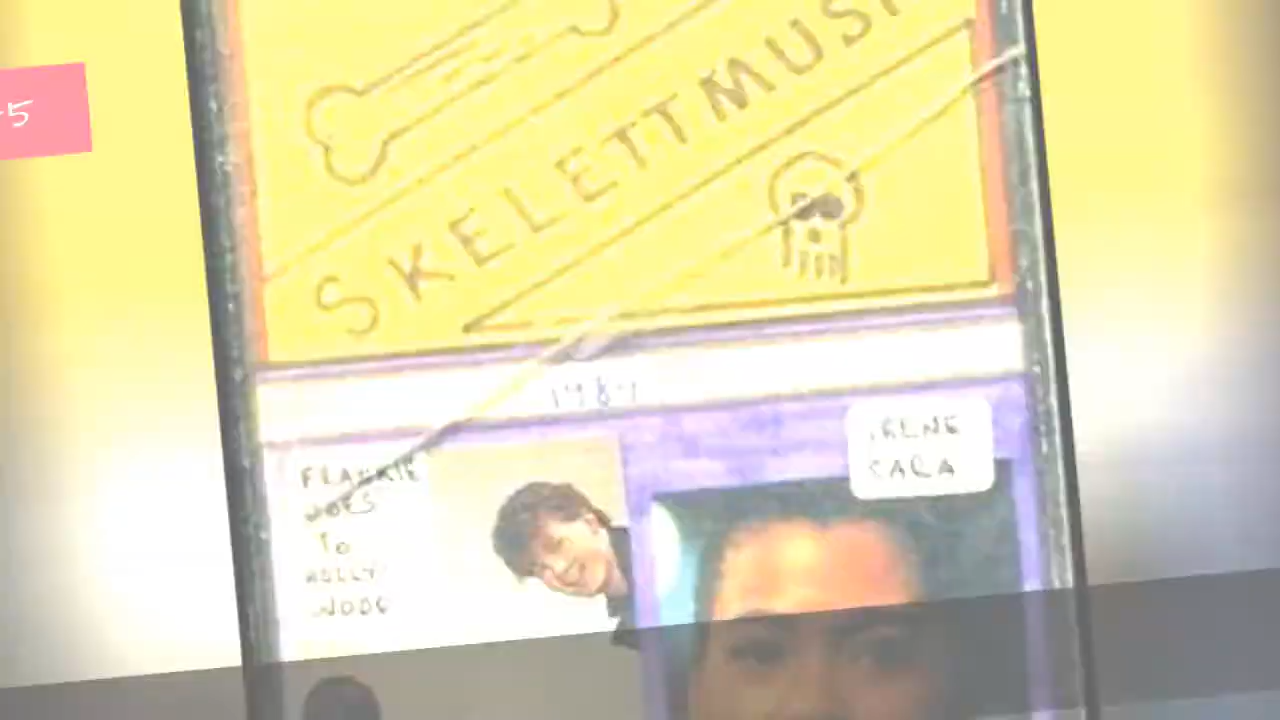 SKELETTMUSI
FRANKIE
GOES
TO
HOLLY-
WOOD
IRENE
CARA